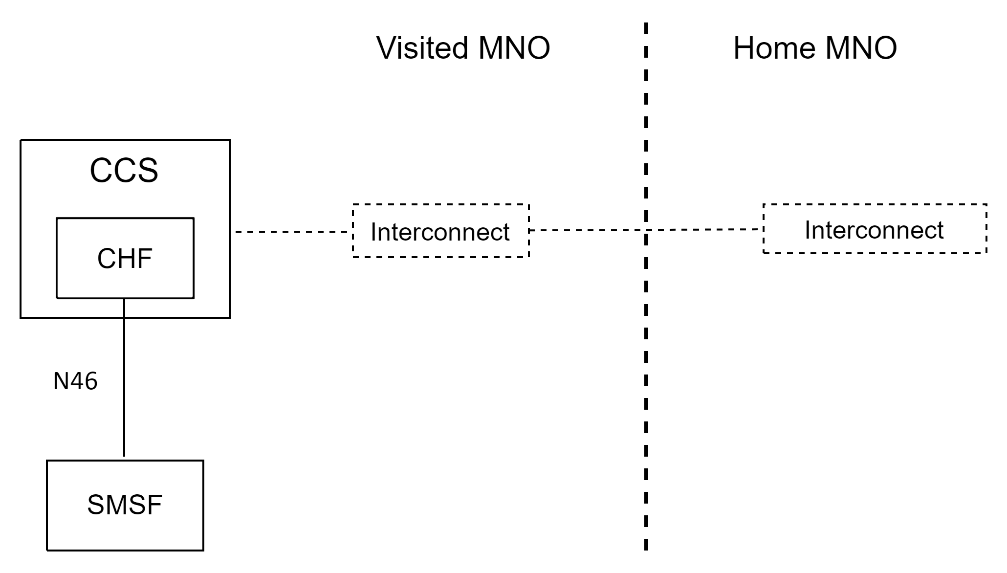 Visited MNO
Home MNO
CCS
CHF
Interconnect
Interconnect
N46
SMSF